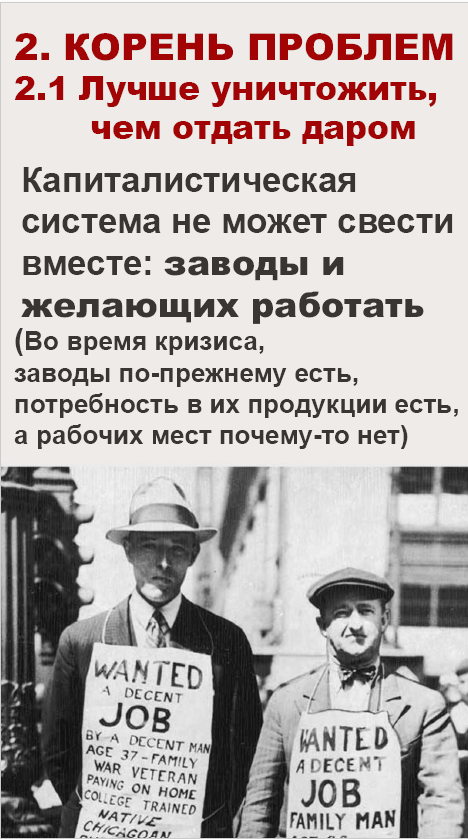 2. КОРЕНЬ ПРОБЛЕМ
2.1 Лучше уничтожить,
чем отдать даром
Капиталистическая
система не может свести
вместе: заводы и
желающих работать
(Во время кризиса,
заводы по-прежнему есть,
потребность в их продукции есть,
а рабочих мест почему-то нет)
WANTED
A DECENT
JOB
BY A DECENT MAN
AGE 37 - FAMILY
WAR VETERAN
PAYING ON HOME
COLLEGE TRAINED
NATIVE
CHICAGOAN
WANTED
A DECENT
JOB
FAMILY MAN